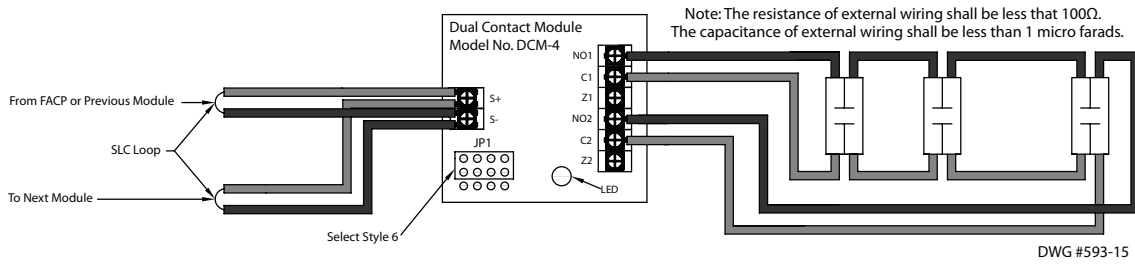 Note: The resistance of external wiring shall be less that 100Ω.
The capacitance of external wiring shall be less than 1 micro farads.
Dual Contact Module
Model No. DCM-4
NO1
C1
Z1
NO2
C2
Z2
S+
S-
JP1
LED
From FACP or Previous Module
SLC Loop
To Next Module
Select Style 6
DWG #593-15